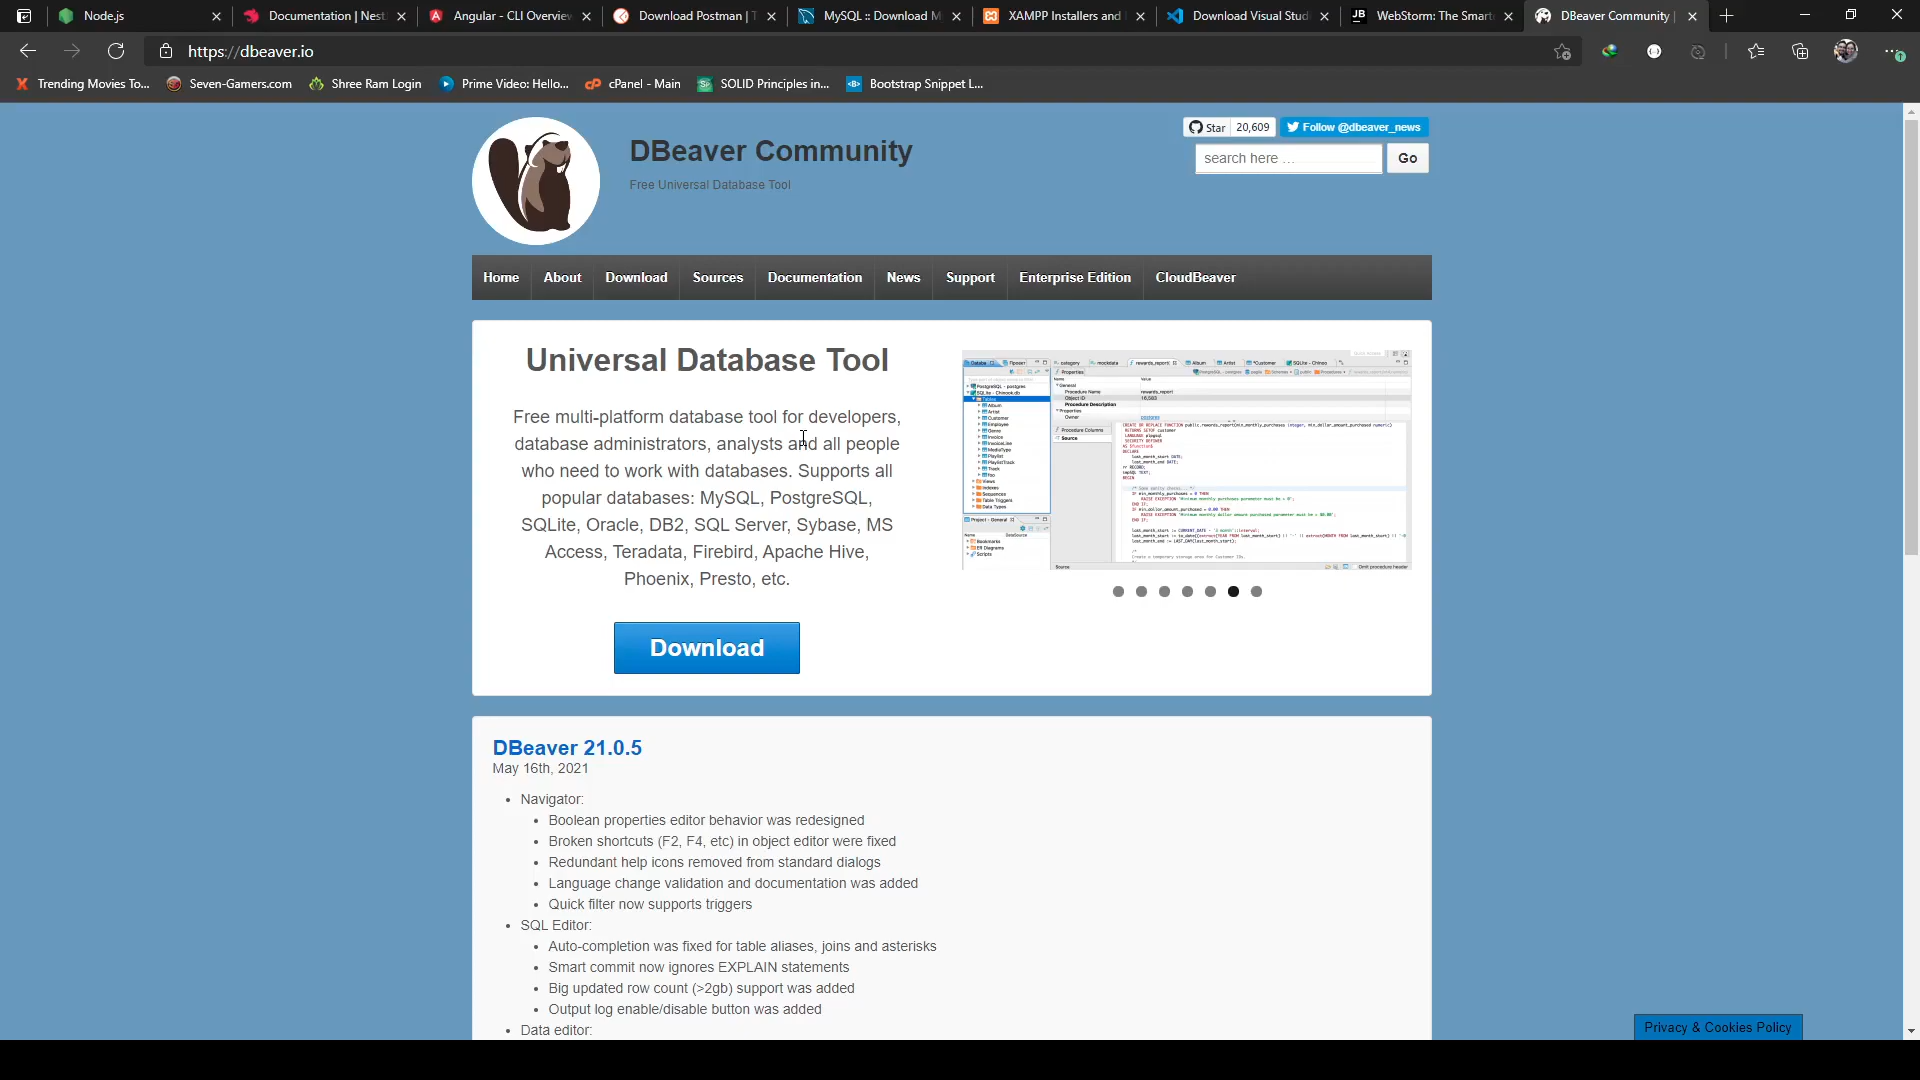 Node.js
Documentation | Nest
Angular - CLI Overview
Download Postman | T
MySQL :: Download M
XAMPP Installers and
Download Visual Studi
WebStorm: The Smart
DBeaver Community |
https://dbeaver.io
Trending Movies To...
Seven-Gamers.com
Shree Ram Login
Prime Video: Hello...
cPanel - Main
SOLID Principles in...
Bootstrap Snippet L...
DBeaver Community
Free Universal Database Tool
Star 20,609
Follow @dbeaver_news
search here ...
Go
Home
About
Download
Sources
Documentation
News
Support
Enterprise Edition
CloudBeaver
Universal Database Tool
Free multi-platform database tool for developers,
database administrators, analysts and all people
who need to work with databases. Supports all
popular databases: MySQL, PostgreSQL,
SQLite, Oracle, DB2, SQL Server, Sybase, MS
Access, Teradata, Firebird, Apache Hive,
Phoenix, Presto, etc.
Download
DBeaver 21.0.5
May 16th, 2021
Navigator:
Boolean properties editor behavior was redesigned
Broken shortcuts (F2, F4, etc) in object editor were fixed
Redundant help icons removed from standard dialogs
Language change validation and documentation was added
Quick filter now supports triggers
SQL Editor:
Auto-completion was fixed for table aliases, joins and asterisks
Smart commit now ignores EXPLAIN statements
Big updated row count (>2gb) support was added
Output log enable/disable button was added
Data editor:
Privacy & Cookies Policy